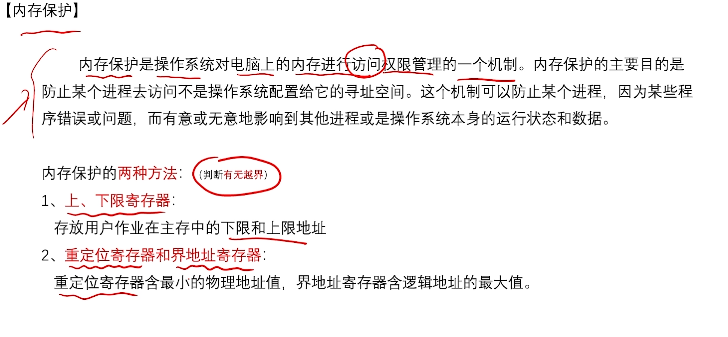 【内存保护】
内存保护是操作系统对电脑上的内存进行访问权限管理的一个机制。内存保护的主要目的是
防止某个进程去访问不是操作系统配置给它的寻址空间。这个机制可以防止某个进程，因为某些程
序错误或问题，而有意或无意地影响到其他进程或是操作系统本身的运行状态和数据。
内存保护的两种方法：（判断有无越界）
1、上、下限寄存器：
存放用户作业在主存中的下限和上限地址
2、重定位寄存器和界地址寄存器：
重定位寄存器含最小的物理地址值，界地址寄存器含逻辑地址的最大值。